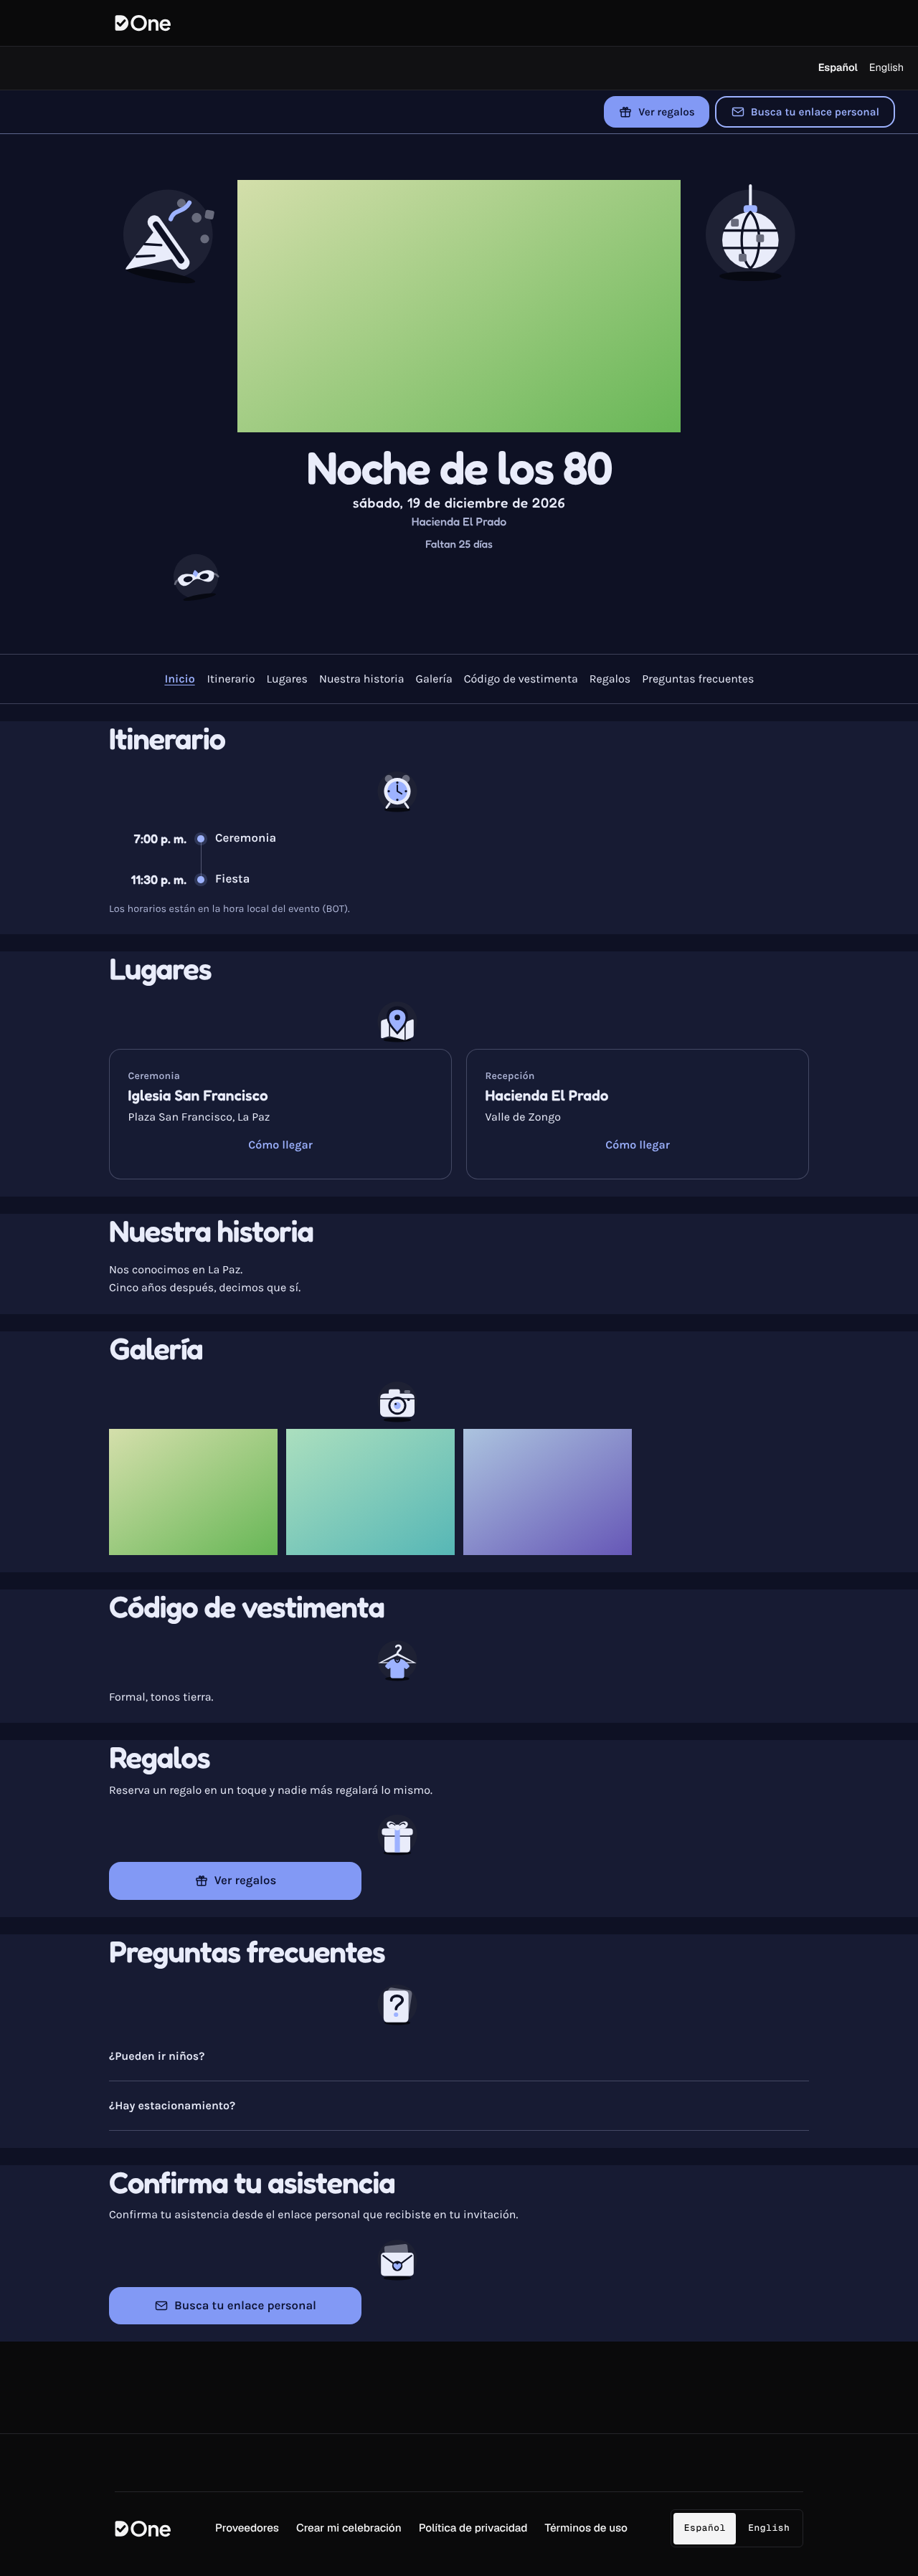 One
Español English
Ver regalos Busca tu enlace personal
Noche de los 80
sábado, 19 de diciembre de 2026
Hacienda El Prado
Faltan 25 días
Inicio Itinerario Lugares Nuestra historia Galería Código de vestimenta Regalos Preguntas frecuentes
Itinerario
7:00 p. m. Ceremonia
11:30 p. m. Fiesta
Los horarios están en la hora local del evento (BOT).
Lugares
Ceremonia
Iglesia San Francisco
Plaza San Francisco, La Paz
Cómo llegar
Recepción
Hacienda El Prado
Valle de Zongo
Cómo llegar
Nuestra historia
Nos conocimos en La Paz.
Cinco años después, decimos que sí.
Galería
Código de vestimenta
Formal, tonos tierra.
Regalos
Reserva un regalo en un toque y nadie más regalará lo mismo.
Ver regalos
Preguntas frecuentes
?
¿Pueden ir niños?
¿Hay estacionamiento?
Confirma tu asistencia
Confirma tu asistencia desde el enlace personal que recibiste en tu invitación.
Busca tu enlace personal
One Proveedores Crear mi celebración Política de privacidad Términos de uso Español English